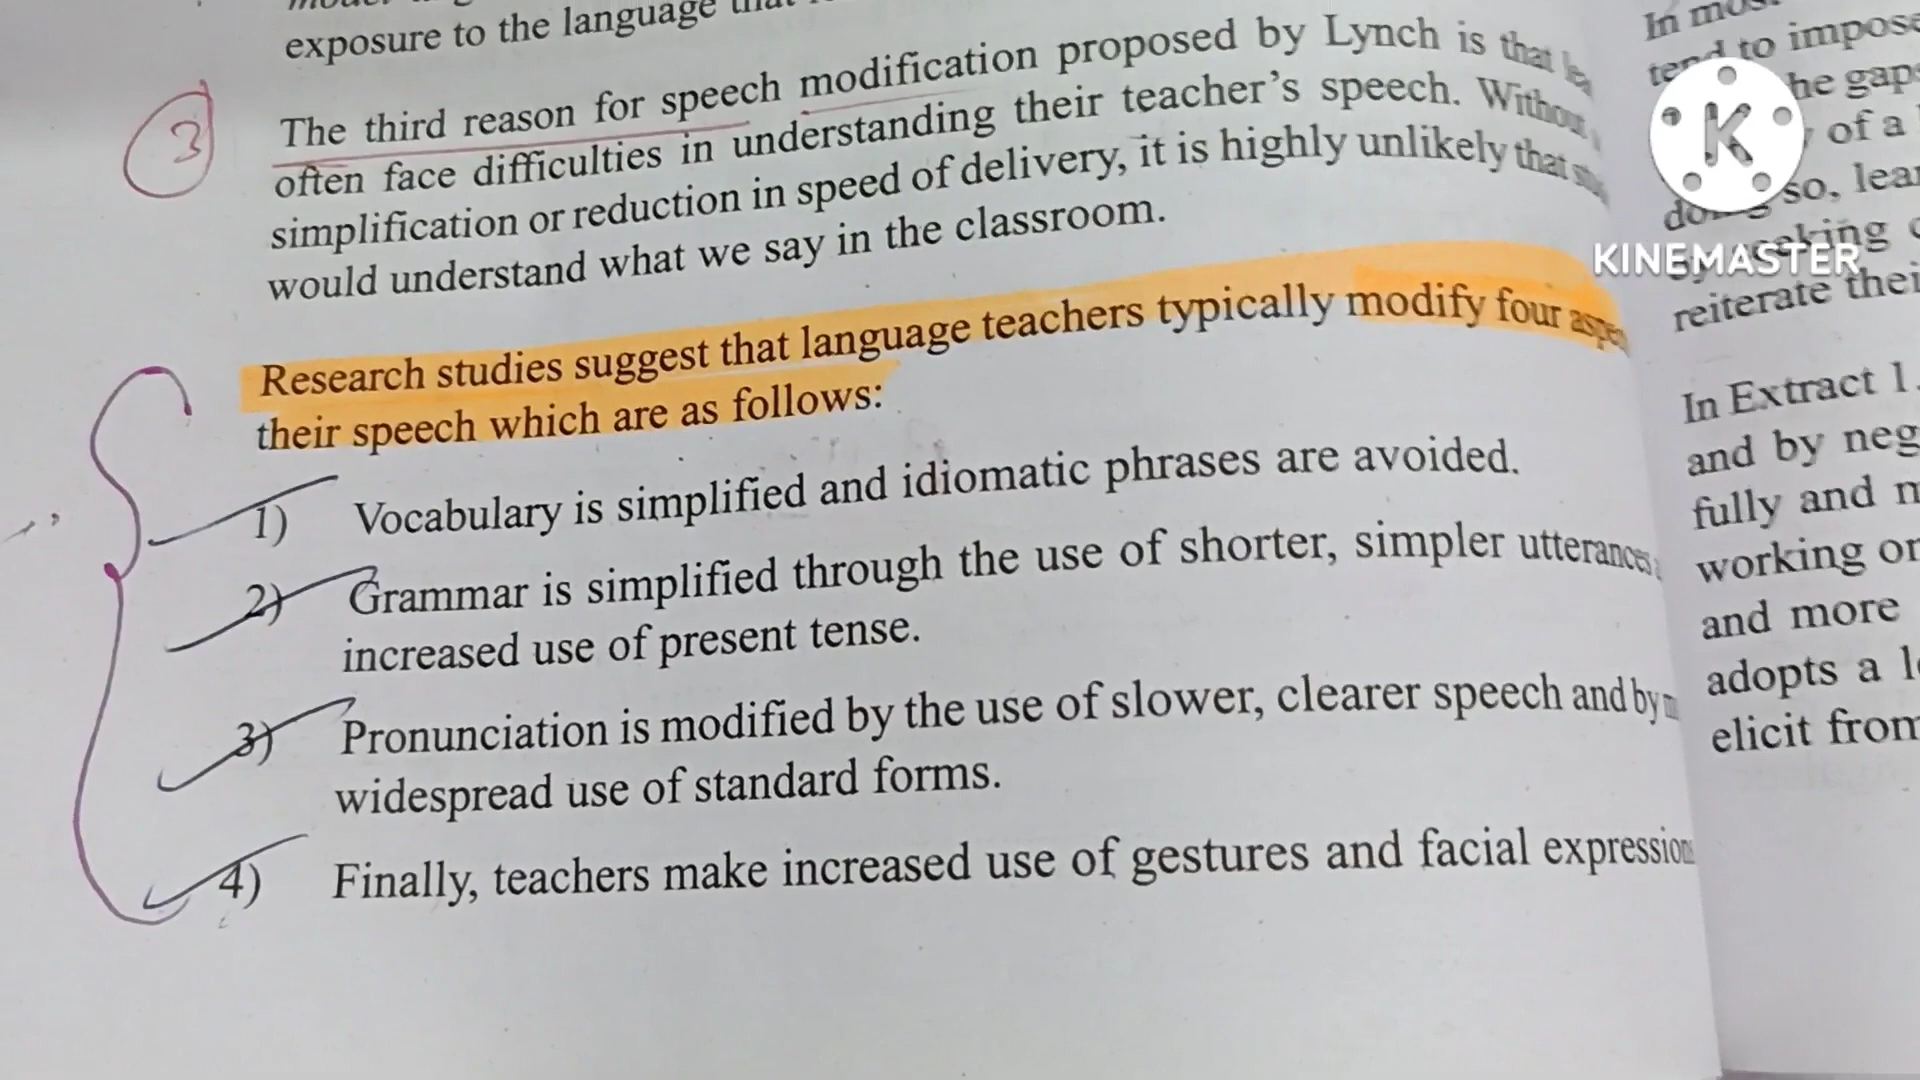 exposure to the language
3
The third reason for speech modification proposed by Lynch is that
often face difficulties in understanding their teacher's speech. Without
simplification or reduction in speed of delivery, it is highly unlikely that
would understand what we say in the classroom.
Research studies suggest that language teachers typically modify four
their speech which are as follows:
1) Vocabulary is simplified and idiomatic phrases are avoided.
2) Grammar is simplified through the use of shorter, simpler utterances
increased use of present tense.
3) Pronunciation is modified by the use of slower, clearer speech and by
widespread use of standard forms.
4) Finally, teachers make increased use of gestures and facial expression
In
to impose
he gap
of a
so,
K
KINEMASTER
reiterate
In Extract 1.
and by
fully and
working
and more
adopts a
elicit from